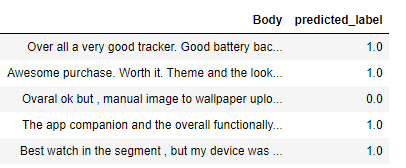 Body predicted_label
Over all a very good tracker. Good battery bac... 1.0
Awesome purchase. Worth it. Theme and the look... 1.0
Ovaral ok but , manual image to wallpaper uplo... 0.0
The app companion and the overall functionally... 1.0
Best watch in the segment , but my device was ... 1.0